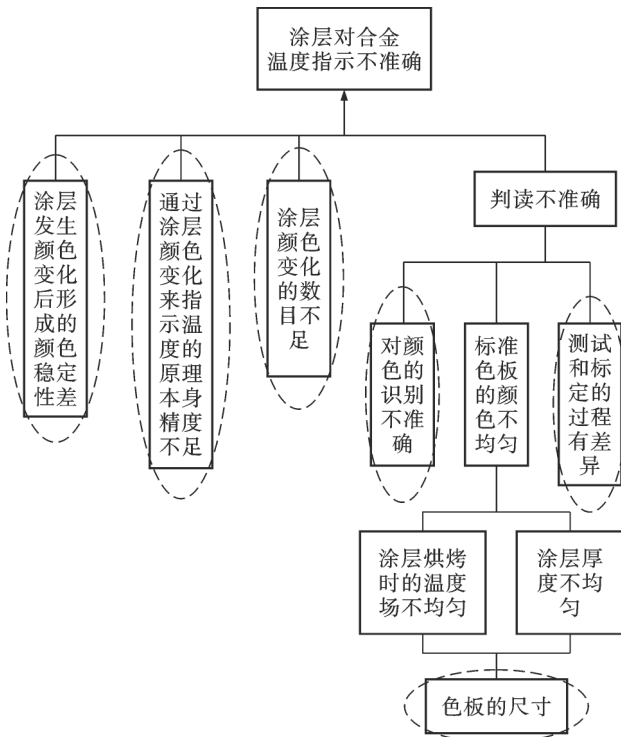 涂层对合金
温度指示不准确
涂层
发生
颜色
变化
后形
成的
颜色
稳定
性差
通过
涂层
颜色
变化
来指
示温
度的
原理
本身
精度
不足
涂层
颜色
变化
的数
目不
足
判读不准确
对颜
色的
识别
不准
确
标准
色板
的颜
色不
均匀
测试
和标
定的
过程
有差
异
涂层烘烤
时的温度
场不均匀
涂层厚
度不均
匀
色板的尺寸